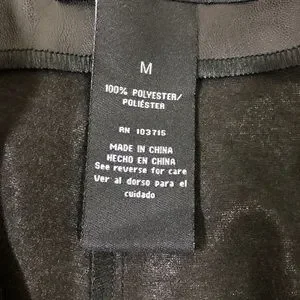 M
100% POLYESTER/
POLIÉSTER
RN 103715
MADE IN CHINA
HECHO EN CHINA
See reverse for care
Ver al dorso para el
cuidado